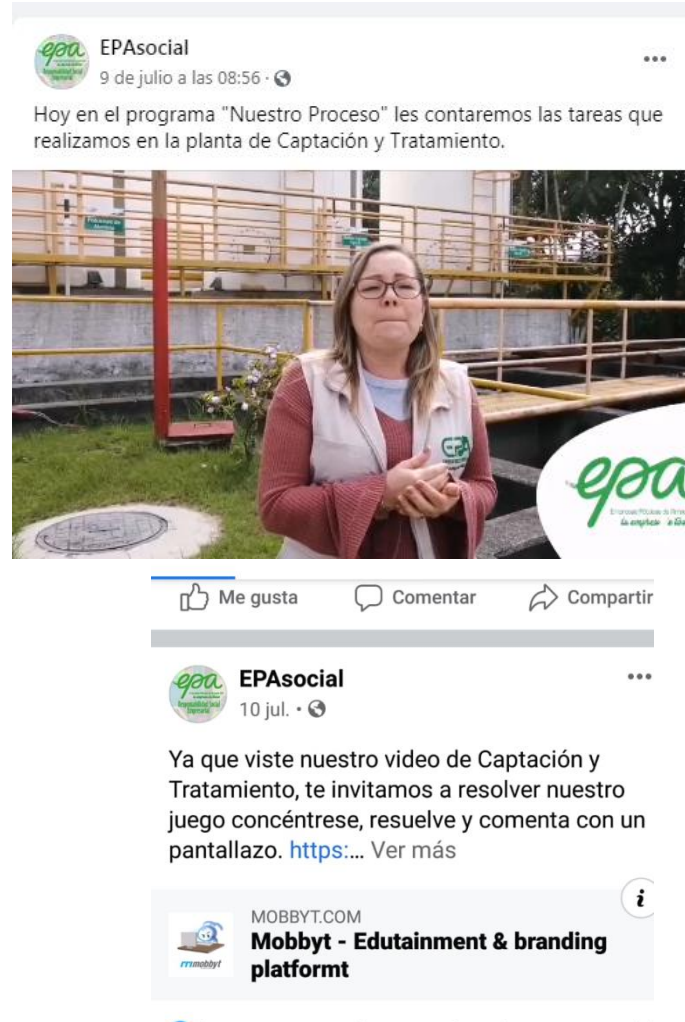 EPAsocial
9 de julio a las 08:56 ·
Hoy en el programa "Nuestro Proceso" les contaremos las tareas que
realizamos en la planta de Captación y Tratamiento.
epa
Me gusta
Comentar
Compartir
EPAsocial
10 jul. ·
Ya que viste nuestro video de Captación y
Tratamiento, te invitamos a resolver nuestro
juego concéntrese, resuelve y comenta con un
pantallazo. https:... Ver más
MOBBYT.COM
Mobbyt - Edutainment & branding
platformt
mobbyt